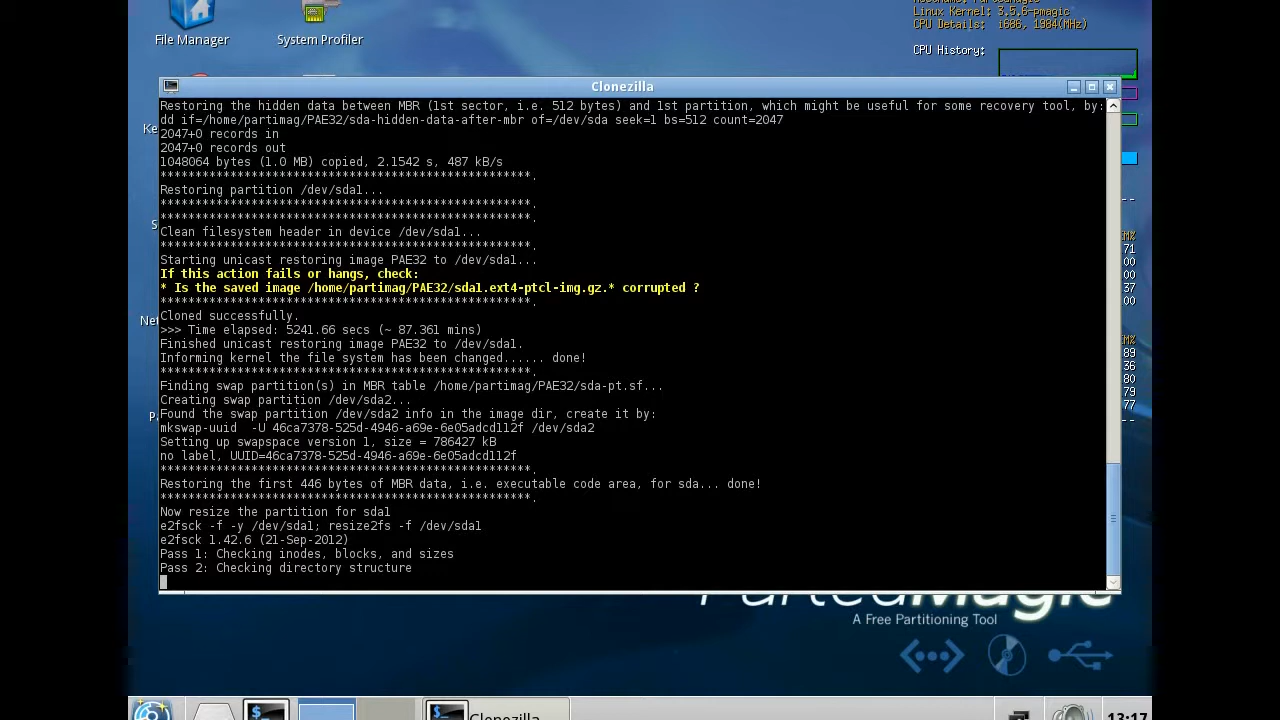 Linux Kernel: 3.5.6-pmagic
CPU Details: i686, 1984(MHz)
CPU History:
File Manager
System Profiler
Clonezilla
Restoring the hidden data between MBR (1st sector, i.e. 512 bytes) and 1st partition, which might be useful for some recovery tool, by:
dd if=/home/partimag/PAE32/sda-hidden-data-after-mbr of=/dev/sda seek=1 bs=512 count=2047
2047+0 records in
2047+0 records out
1048064 bytes (1.0 MB) copied, 2.1542 s, 487 kB/s
*****************************************************.
Restoring partition /dev/sda1...
*****************************************************.
*****************************************************.
Clean filesystem header in device /dev/sda1...
*****************************************************.
Starting unicast restoring image PAE32 to /dev/sda1...
If this action fails or hangs, check:
* Is the saved image /home/partimag/PAE32/sda1.ext4-ptcl-img.gz.* corrupted ?
*****************************************************.
Cloned successfully.
>>> Time elapsed: 5241.66 secs (~ 87.361 mins)
Finished unicast restoring image PAE32 to /dev/sda1.
Informing kernel the file system has been changed...... done!
*****************************************************.
Finding swap partition(s) in MBR table /home/partimag/PAE32/sda-pt.sf...
Creating swap partition /dev/sda2...
Found the swap partition /dev/sda2 info in the image dir, create it by:
mkswap-uuid  -U 46ca7378-525d-4946-a69e-6e05adcd112f /dev/sda2
Setting up swapspace version 1, size = 786427 kB
no label, UUID=46ca7378-525d-4946-a69e-6e05adcd112f
*****************************************************.
Restoring the first 446 bytes of MBR data, i.e. executable code area, for sda... done!
*****************************************************.
Now resize the partition for sda1
e2fsck -f -y /dev/sda1; resize2fs -f /dev/sda1
e2fsck 1.42.6 (21-Sep-2012)
Pass 1: Checking inodes, blocks, and sizes
Pass 2: Checking directory structure
PartedMagic
A Free Partitioning Tool
Clonezilla
13:17